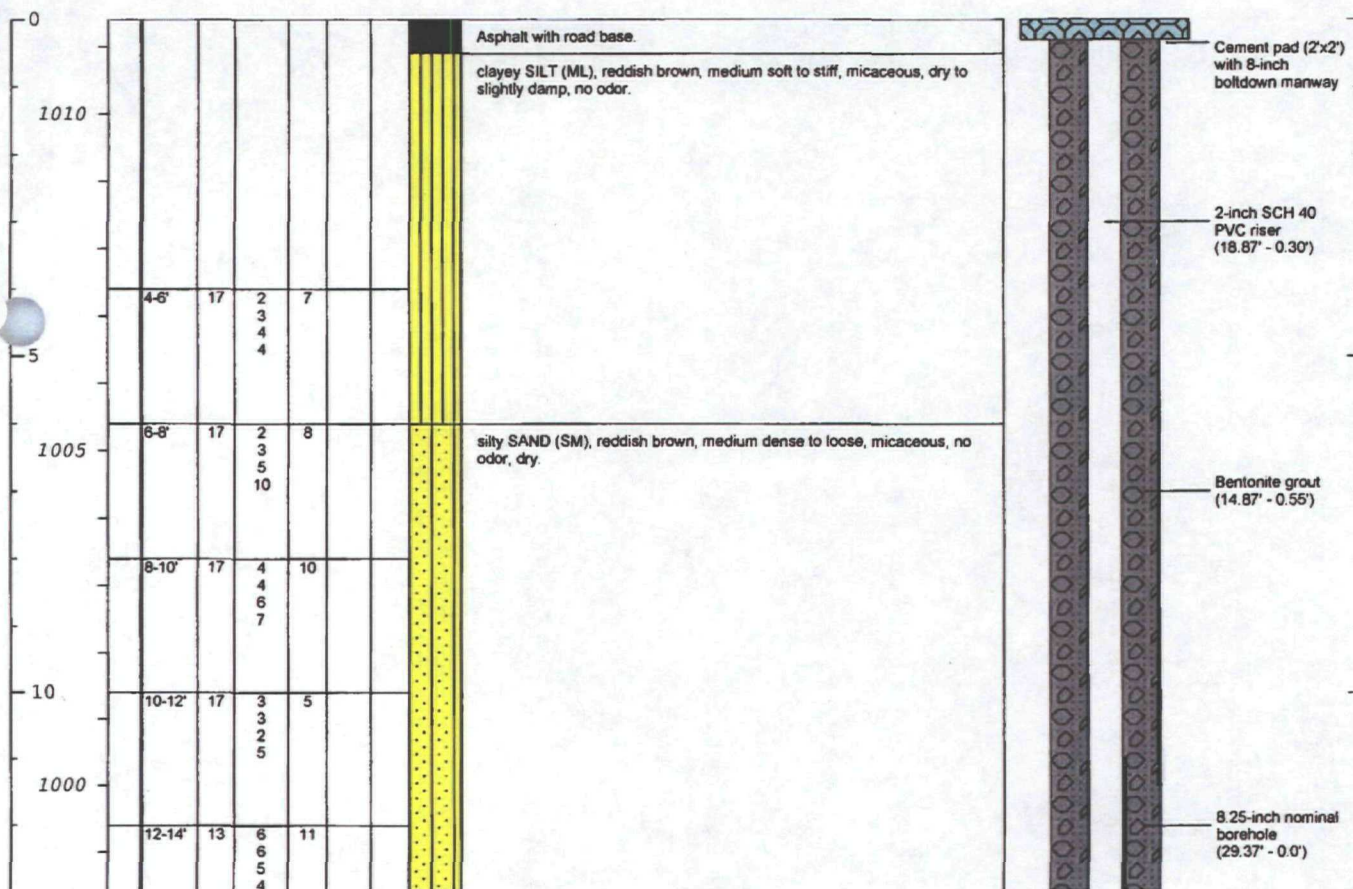 0
Asphalt with road base.
Cement pad (2'x2')
with 8-inch
boltdown manway
clayey SILT (ML), reddish brown, medium soft to stiff, micaceous, dry to
slightly damp, no odor.
1010
2-inch SCH 40
PVC riser
(18.87' - 0.30')
4-6' 17 2 7
3
4
4
5
6-8' 17 2 8
3
5
10
silty SAND (SM), reddish brown, medium dense to loose, micaceous, no
odor, dry.
1005
Bentonite grout
(14.87' - 0.55')
8-10' 17 4 10
4
6
7
10
10-12' 17 3 5
3
2
5
1000
8.25-inch nominal
borehole
(29.37' - 0.0')
12-14' 13 6 11
6
5
4